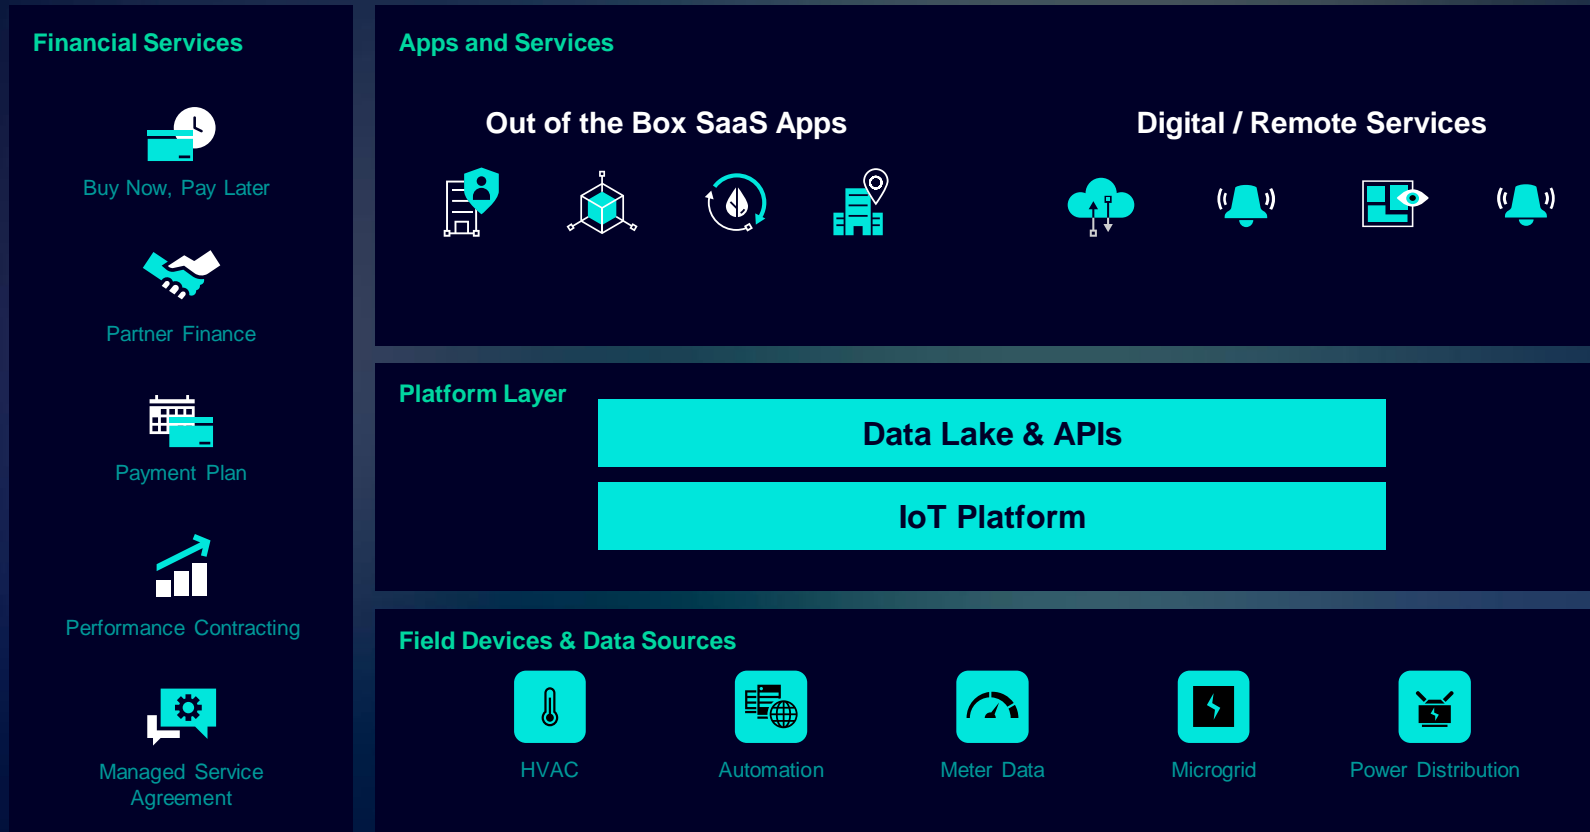 Financial Services
Buy Now, Pay Later
Partner Finance
Payment Plan
Performance Contracting
Managed Service
Agreement
Apps and Services
Out of the Box SaaS Apps
Digital / Remote Services
Platform Layer
Data Lake & APIs
IoT Platform
Field Devices & Data Sources
HVAC
Automation
Meter Data
Microgrid
Power Distribution